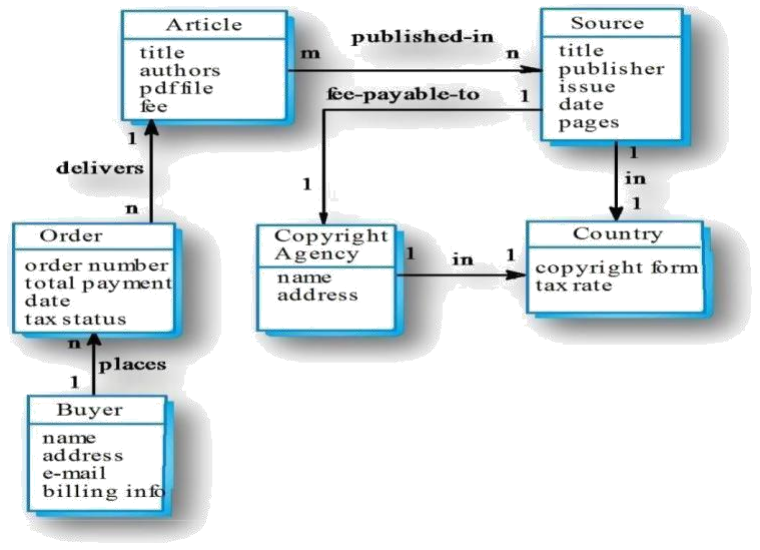 Article
title
authors
pdf file
fee
m
published-in
n
Source
title
publisher
issue
date
pages
fee-payable-to
1
1
1
delivers
n
1
in
1
Order
order number
total payment
date
tax status
Copyright
Agency
name
address
1
in
1
Country
copyright form
tax rate
n
places
1
Buyer
name
address
e-mail
billing info